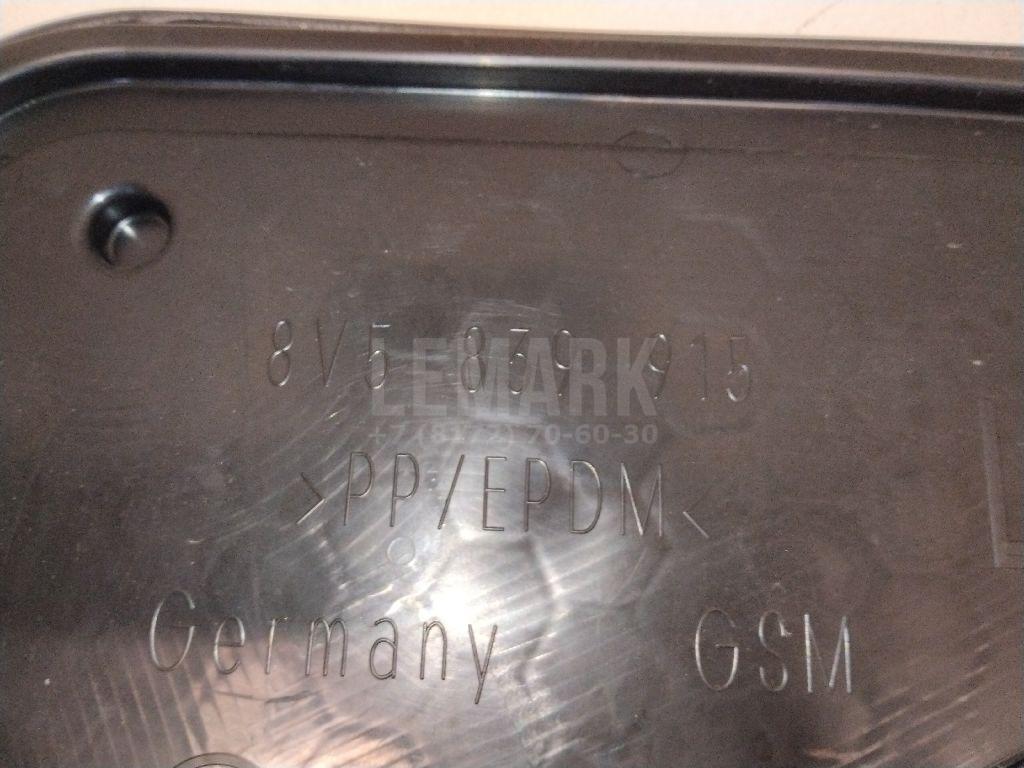 8V5 839 915
LEMARK
+7 (8172) 70-60-30
>PP/EPDM<
Germany GSM